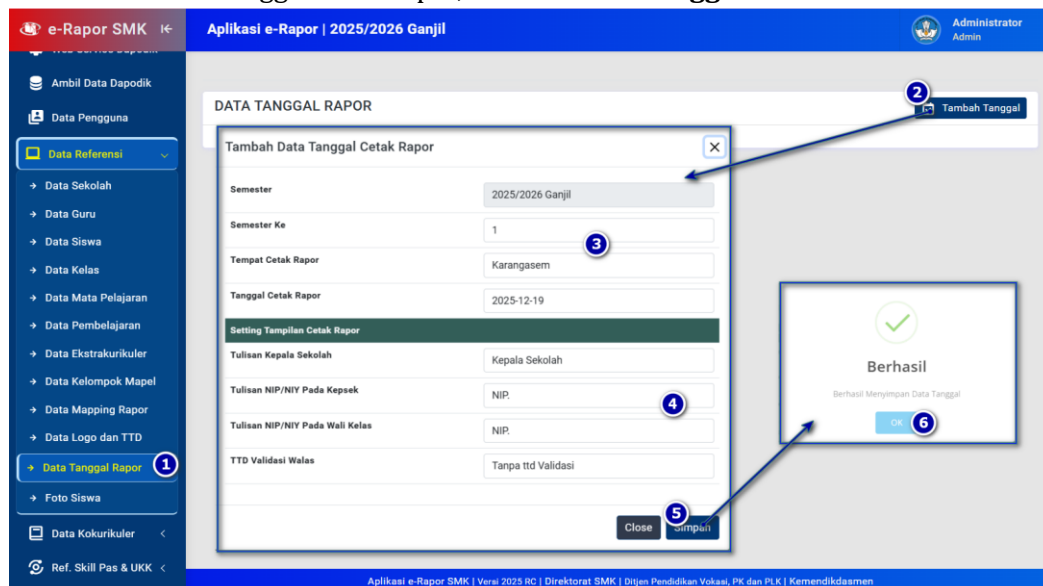 e-Rapor SMK
Aplikasi e-Rapor | 2025/2026 Ganjil
Administrator
Admin
Ambil Data Dapodik
Data Pengguna
Data Referensi
Data Sekolah
Data Guru
Data Siswa
Data Kelas
Data Mata Pelajaran
Data Pembelajaran
Data Ekstrakurikuler
Data Kelompok Mapel
Data Mapping Rapor
Data Logo dan TTD
Data Tanggal Rapor 1
Foto Siswa
Data Kokurikuler
Ref. Skill Pas & UKK
DATA TANGGAL RAPOR
2
Tambah Tanggal
Tambah Data Tanggal Cetak Rapor
Semester
2025/2026 Ganjil
Semester Ke
1
3
Tempat Cetak Rapor
Karangasem
Tanggal Cetak Rapor
2025-12-19
Setting Tampilan Cetak Rapor
Tulisan Kepala Sekolah
Kepala Sekolah
Tulisan NIP/NIY Pada Kepsek
NIP.
4
Tulisan NIP/NIY Pada Wali Kelas
NIP.
TTD Validasi Walas
Tanpa ttd Validasi
Close
5
Simpan
Berhasil
Berhasil Menyimpan Data Tanggal
OK 6
Aplikasi e-Rapor SMK | Versi 2025 RC | Direktorat SMK | Ditjen Pendidikan Vokasi, PK dan PLK | Kemendikdasmen